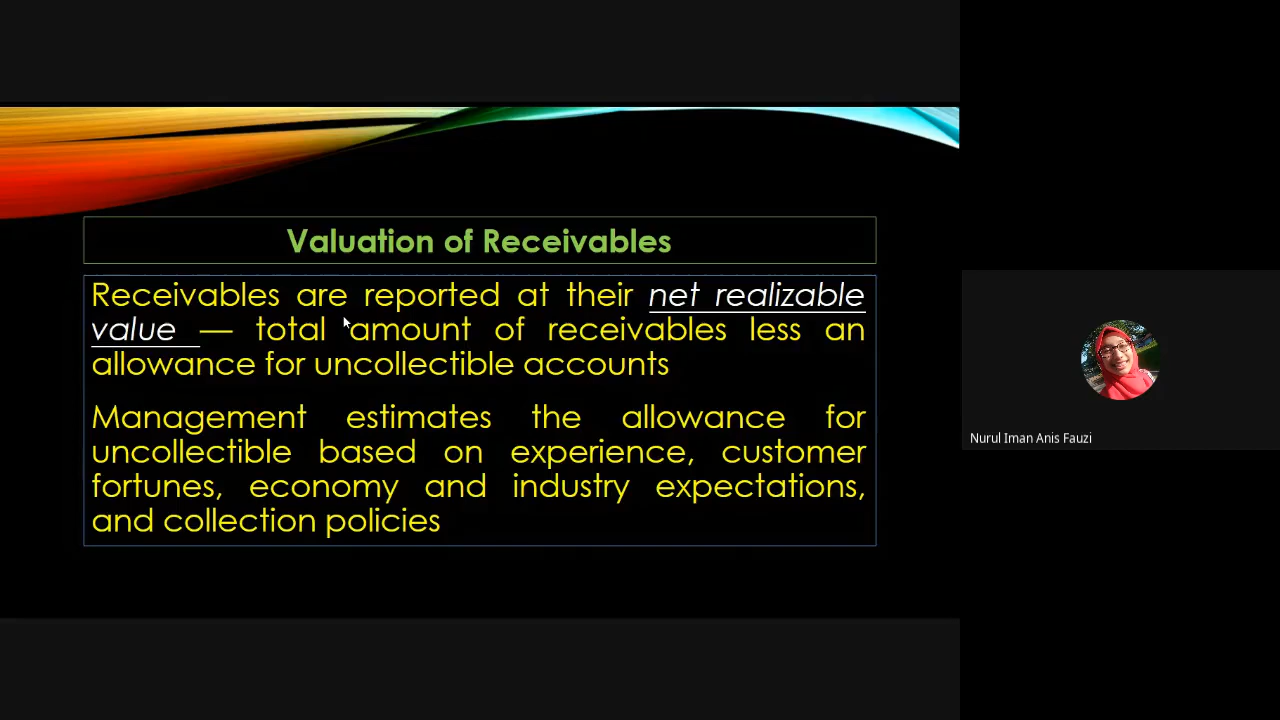 Valuation of Receivables
Receivables are reported at their net realizable
value — total amount of receivables less an
allowance for uncollectible accounts
Management estimates the allowance for
uncollectible based on experience, customer
fortunes, economy and industry expectations,
and collection policies
Nurul Iman Anis Fauzi